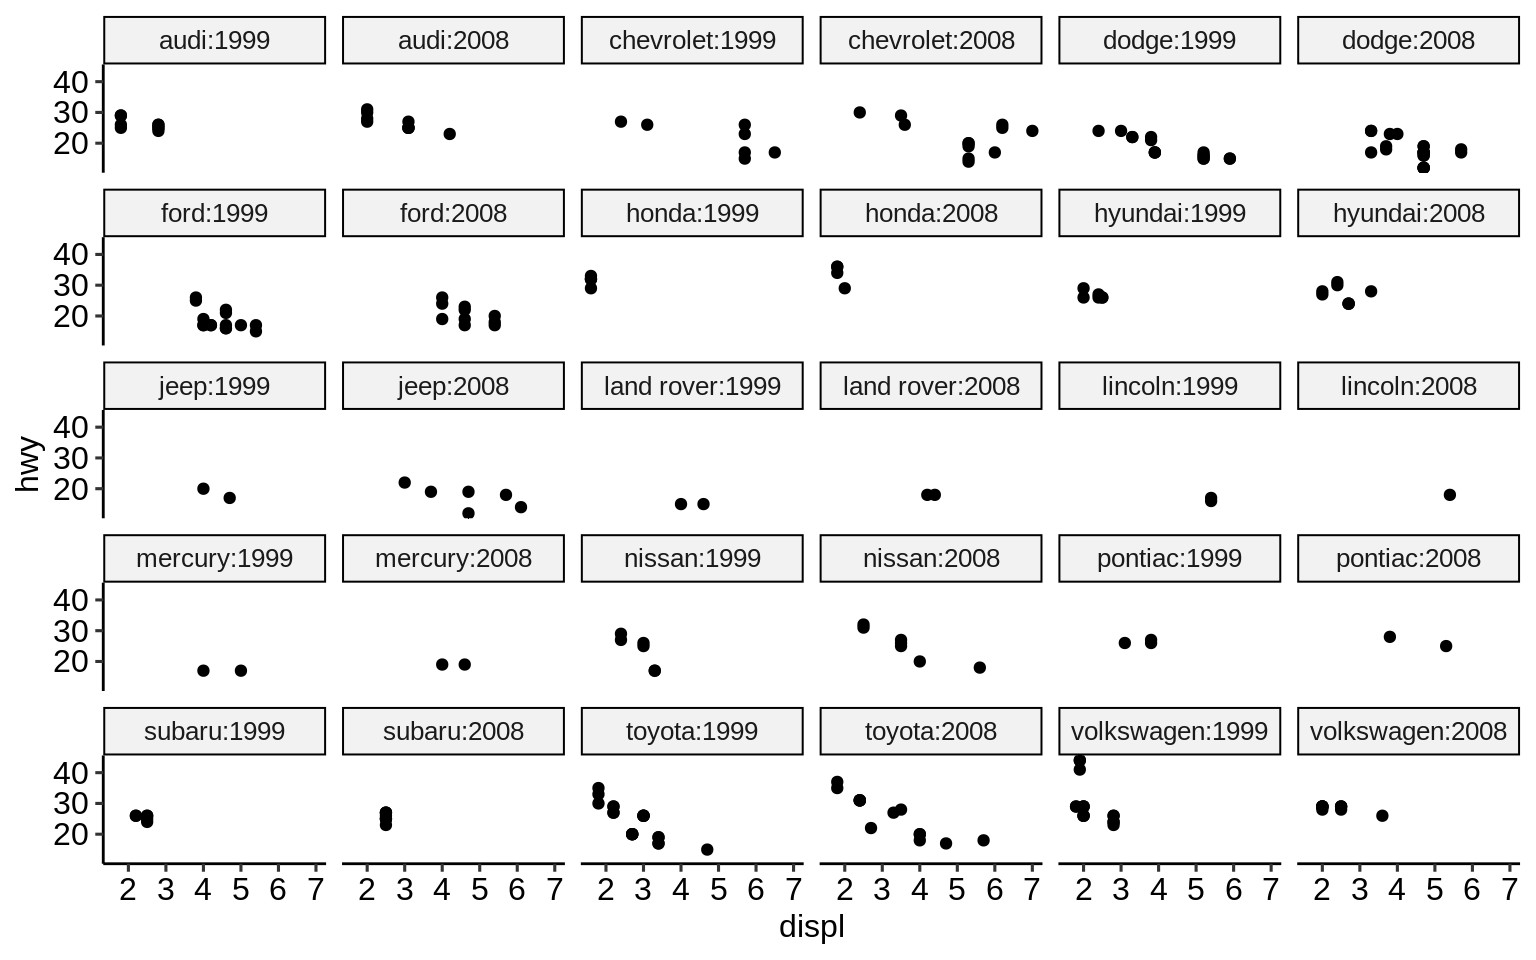 audi:1999 audi:2008 chevrolet:1999 chevrolet:2008 dodge:1999 dodge:2008
40
30
20
ford:1999 ford:2008 honda:1999 honda:2008 hyundai:1999 hyundai:2008
40
30
20
jeep:1999 jeep:2008 land rover:1999 land rover:2008 lincoln:1999 lincoln:2008
40
30
20
hwy
mercury:1999 mercury:2008 nissan:1999 nissan:2008 pontiac:1999 pontiac:2008
40
30
20
subaru:1999 subaru:2008 toyota:1999 toyota:2008 volkswagen:1999 volkswagen:2008
40
30
20
2 3 4 5 6 7 2 3 4 5 6 7 2 3 4 5 6 7 2 3 4 5 6 7 2 3 4 5 6 7 2 3 4 5 6 7
displ